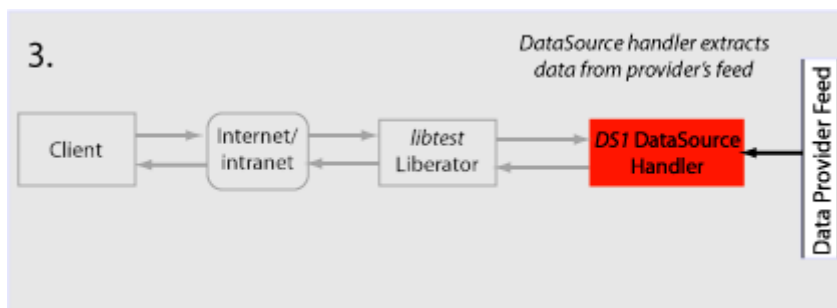 3.
DataSource handler extracts
data from provider's feed
Client
Internet/
intranet
libtest
Liberator
DS1 DataSource
Handler
Data Provider Feed